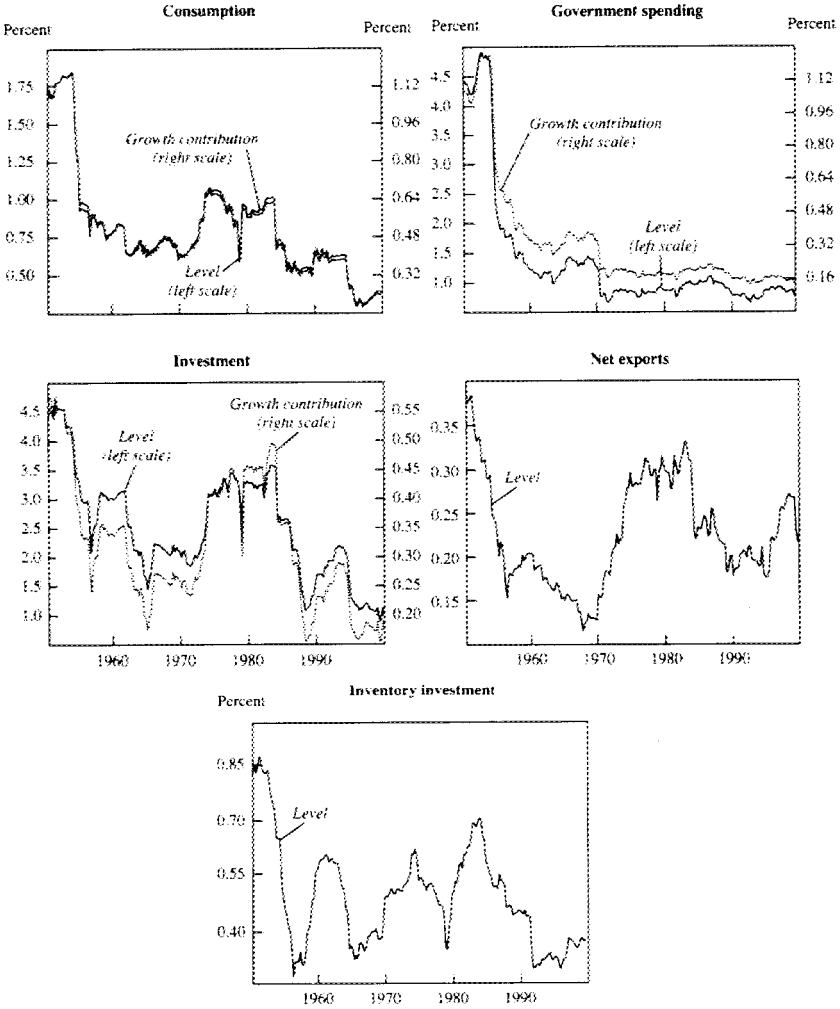 Consumption
Government spending
Percent
Percent
Percent
Percent
1.75
1.50
1.25
1.00
0.75
0.50
1.12
0.96
0.80
0.64
0.48
0.32
Growth contribution
(right scale)
Level
(left scale)
4.5
4.0
3.5
3.0
2.5
2.0
1.5
1.0
1.12
0.96
0.80
0.64
0.48
0.32
0.16
Growth contribution
(right scale)
Level
(left scale)
Investment
Net exports
4.5
4.0
3.5
3.0
2.5
2.0
1.5
1.0
0.55
0.50
0.45
0.40
0.35
0.30
0.25
0.20
Level
(left scale)
Growth contribution
(right scale)
1960
1970
1980
1990
0.35
0.30
0.25
0.20
0.15
Level
1960
1970
1980
1990
Inventory investment
Percent
0.85
0.70
0.55
0.40
Level
1960
1970
1980
1990